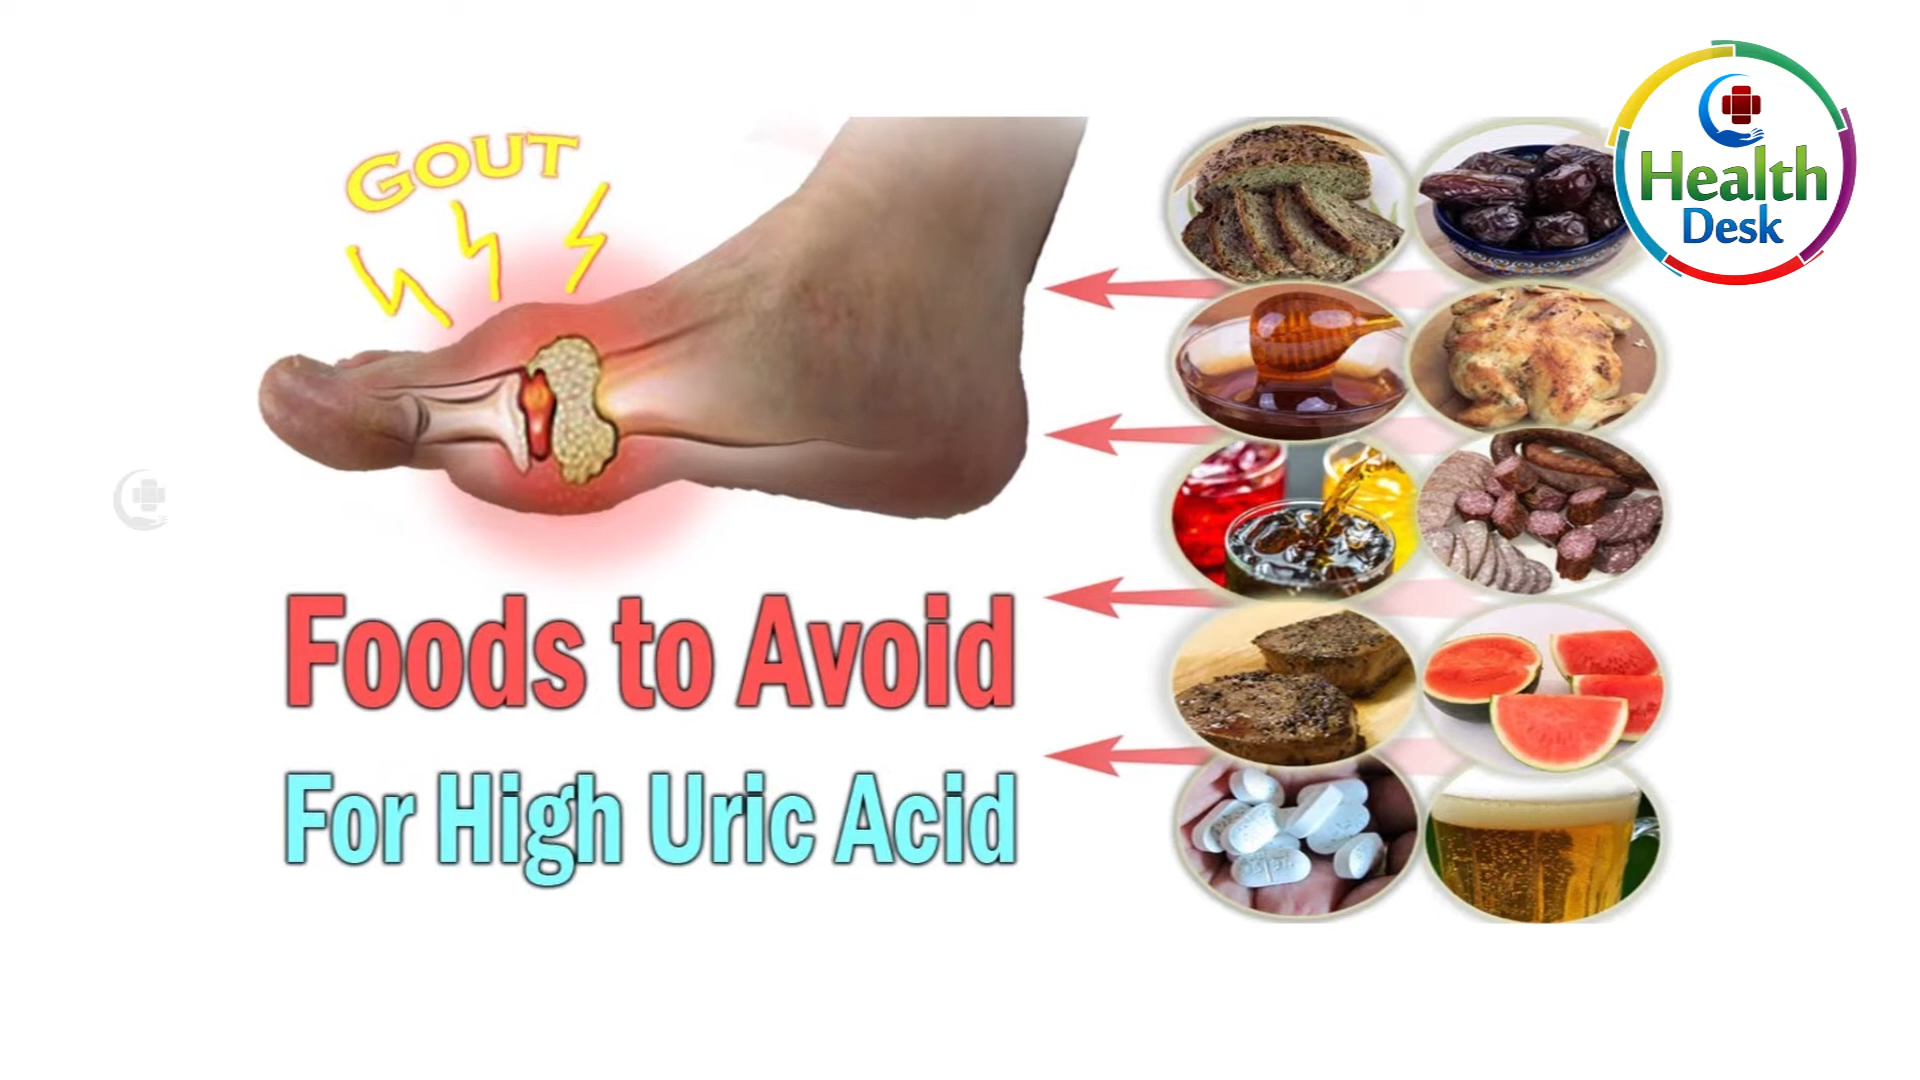 GOUT
Health
Desk
Foods to Avoid
For High Uric Acid